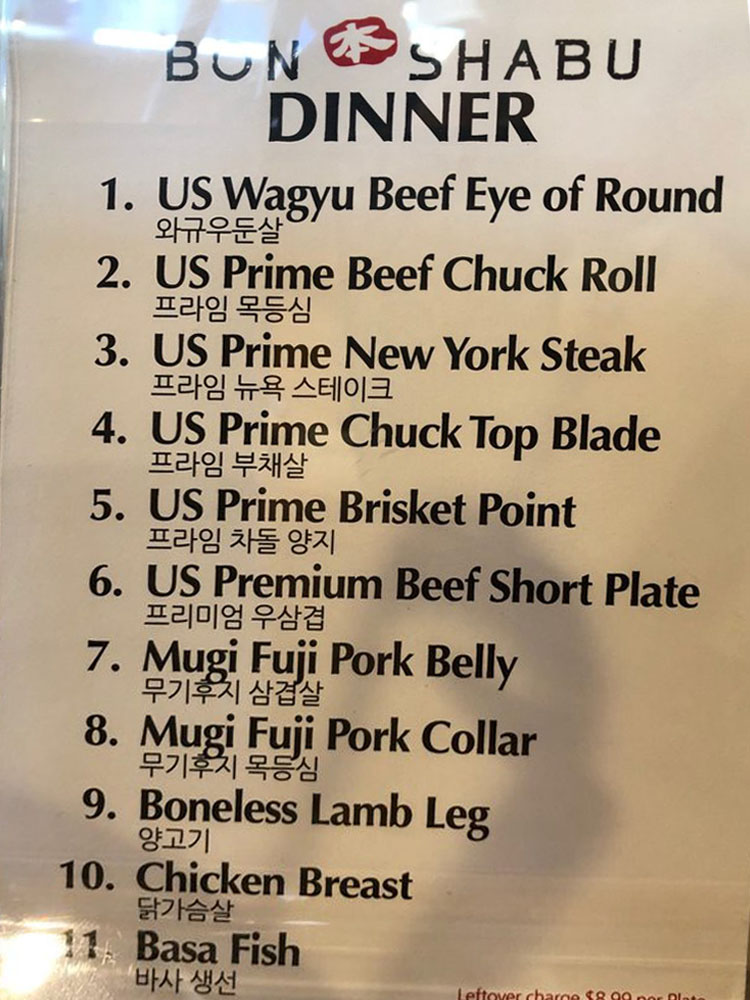 BON 本 SHABU
DINNER
1. US Wagyu Beef Eye of Round
와규우둔살
2. US Prime Beef Chuck Roll
프라임 목등심
3. US Prime New York Steak
프라임 뉴욕 스테이크
4. US Prime Chuck Top Blade
프라임 부채살
5. US Prime Brisket Point
프라임 차돌 양지
6. US Premium Beef Short Plate
프리미엄 우삼겹
7. Mugi Fuji Pork Belly
무기후지 삼겹살
8. Mugi Fuji Pork Collar
무기후지 목등심
9. Boneless Lamb Leg
양고기
10. Chicken Breast
닭가슴살
11 Basa Fish
바사 생선
Leftover charge $8.99 per Plate